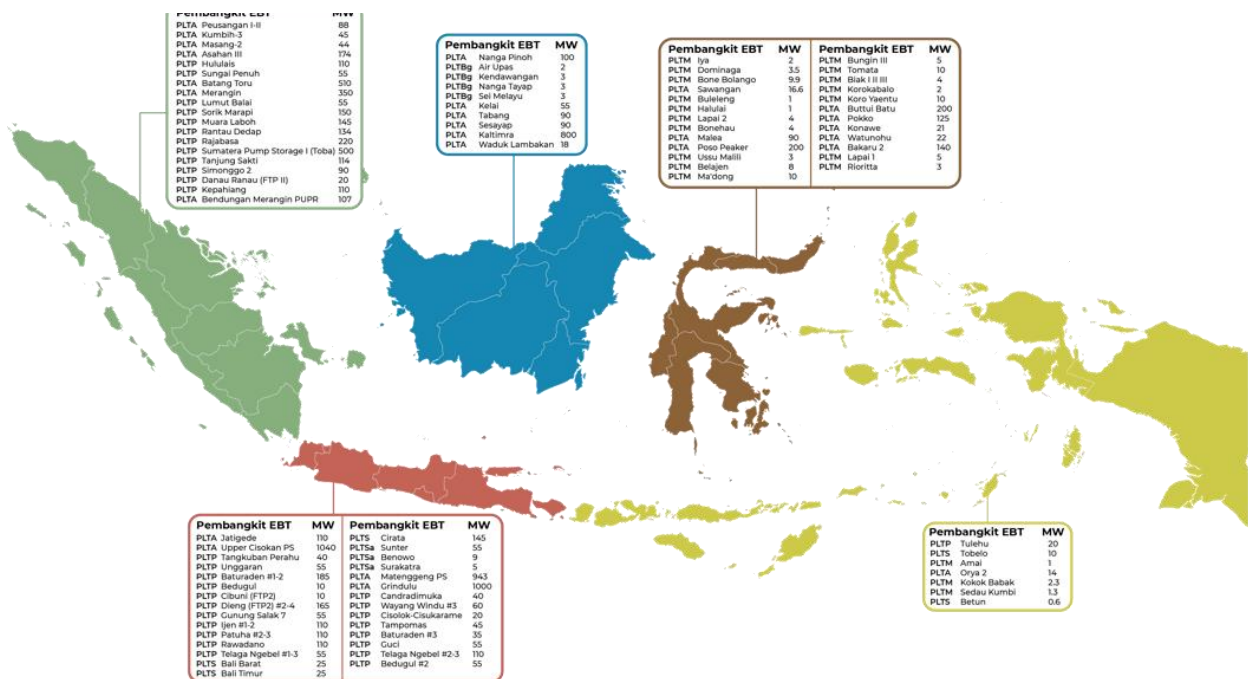 Pembangkit EBT MW
PLTA Peusangan I-II 88
PLTA Kumbih-3 45
PLTA Masang-2 44
PLTA Asahan III 174
PLTP Hululais 110
PLTP Sungai Penuh 55
PLTA Batang Toru 510
PLTA Merangin 350
PLTP Lumut Balai 55
PLTP Sorik Marapi 150
PLTP Muara Laboh 145
PLTP Rantau Dedap 134
PLTP Rajabasa 220
PLTP Sumatera Pump Storage I (Toba) 500
PLTP Tanjung Sakti 114
PLTP Simonggo 2 90
PLTP Danau Ranau (FTP II) 20
PLTP Kepahiang 110
PLTA Bendungan Merangin PUPR 107
Pembangkit EBT MW
PLTA Nanga Pinoh 100
PLTBg Air Upas 2
PLTBg Kendawangan 3
PLTBg Nanga Tayap 3
PLTBg Sei Melayu 3
PLTA Kelai 55
PLTA Tabang 90
PLTA Sesayap 90
PLTA Kaltimra 800
PLTA Waduk Lambakan 18
Pembangkit EBT MW
PLTM Iya 2
PLTM Dominaga 3.5
PLTM Bone Bolango 9.9
PLTA Sawangan 16.6
PLTM Buleleng 1
PLTM Halulai 1
PLTM Lapai 2 4
PLTM Bonehau 4
PLTA Malea 90
PLTA Poso Peaker 200
PLTM Ussu Malili 3
PLTM Belajen 8
PLTM Ma'dong 10
Pembangkit EBT MW
PLTM Bungin III 5
PLTM Tomata 10
PLTM Biak I II III 4
PLTM Korokabalo 2
PLTM Koro Yaentu 10
PLTA Buttui Batu 200
PLTA Pokko 125
PLTA Konawe 21
PLTA Watunohu 22
PLTA Bakaru 2 140
PLTM Lapai 1 5
PLTM Rioritta 3
Pembangkit EBT MW
PLTA Jatigede 110
PLTA Upper Cisokan PS 1040
PLTP Tangkuban Perahu 40
PLTP Unggaran 55
PLTP Baturaden #1-2 185
PLTP Bedugul 10
PLTP Cibuni (FTP2) 10
PLTP Dieng (FTP2) #2-4 165
PLTP Gunung Salak 7 55
PLTP Ijen #1-2 110
PLTP Patuha #2-3 110
PLTP Rawadano 110
PLTP Telaga Ngebel #1-3 55
PLTS Bali Barat 25
PLTS Bali Timur 25
Pembangkit EBT MW
PLTS Cirata 145
PLTSa Sunter 55
PLTSa Benowo 9
PLTSa Surakatra 5
PLTA Matenggeng PS 943
PLTA Grindulu 1000
PLTP Candradimuka 40
PLTP Wayang Windu #3 60
PLTP Cisolok-Cisukarame 20
PLTP Tampomas 45
PLTP Baturaden #3 35
PLTP Guci 55
PLTP Telaga Ngebel #2-3 110
PLTP Bedugul #2 55
Pembangkit EBT MW
PLTP Tulehu 20
PLTS Tobelo 10
PLTM Amai 1
PLTA Orya 2 14
PLTM Kokok Babak 2.3
PLTM Sedau Kumbi 1.3
PLTS Betun 0.6